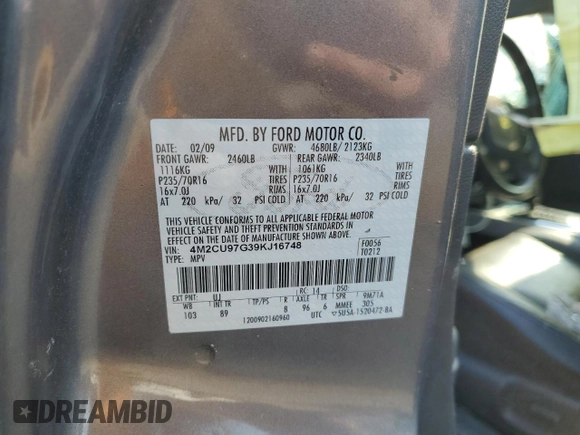 MFD. BY FORD MOTOR CO.
DATE: 02/09 GVWR: 4680LB/ 2123KG
FRONT GAWR: 2460LB REAR GAWR: 2340LB
1116KG WITH 1061KG WITH
P235/70R16 TIRES P235/70R16 TIRES
16x7.0J RIMS 16x7.0J RIMS
AT 220 kPa/ 32 PSI COLD AT 220 kPa/ 32 PSI COLD
THIS VEHICLE CONFORMS TO ALL APPLICABLE FEDERAL MOTOR
VEHICLE SAFETY AND THEFT PREVENTION STANDARDS IN
EFFECT ON THE DATE OF MANUFACTURE SHOWN ABOVE.
VIN: 4M2CU97G39KJ16748 F0056
TYPE: MPV T0212
RC: 14 DSO:
EXT PNT: UJ
WB INT TR TP/PS R AXLE TR SPR 9M71A
103 B9 8 96 6 MMEE 305
1200902160960 UTC 5U5A-1520472-BA
DREAMBID